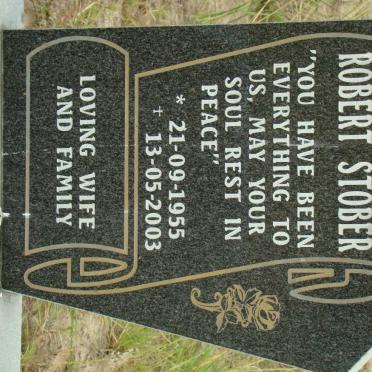 ROBERT STOBER
"YOU HAVE BEEN
EVERYTHING TO
US, MAY YOUR
SOUL REST IN
PEACE"
* 21-09-1955
† 13-05-2003
LOVING WIFE
AND FAMILY